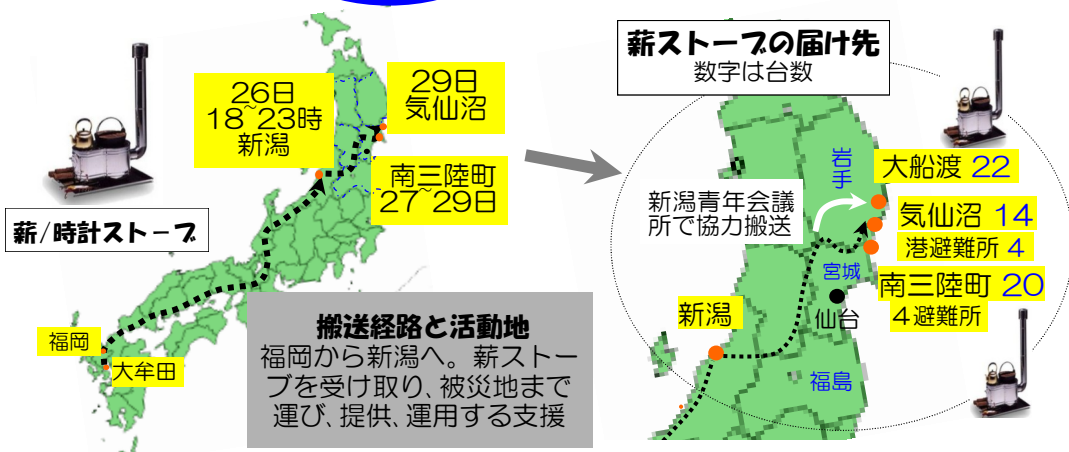 26日
18~23時
新潟
29日
気仙沼
南三陸町
27~29日
薪/時計ストーブ
福岡
大牟田
搬送経路と活動地
福岡から新潟へ。薪ストー
ブを受け取り、被災地まで
運び、提供、運用する支援
薪ストーブの届け先
数字は台数
岩手
大船渡 22
新潟青年会議
所で協力搬送
気仙沼 14
港避難所 4
宮城
南三陸町 20
4避難所
仙台
新潟
福島